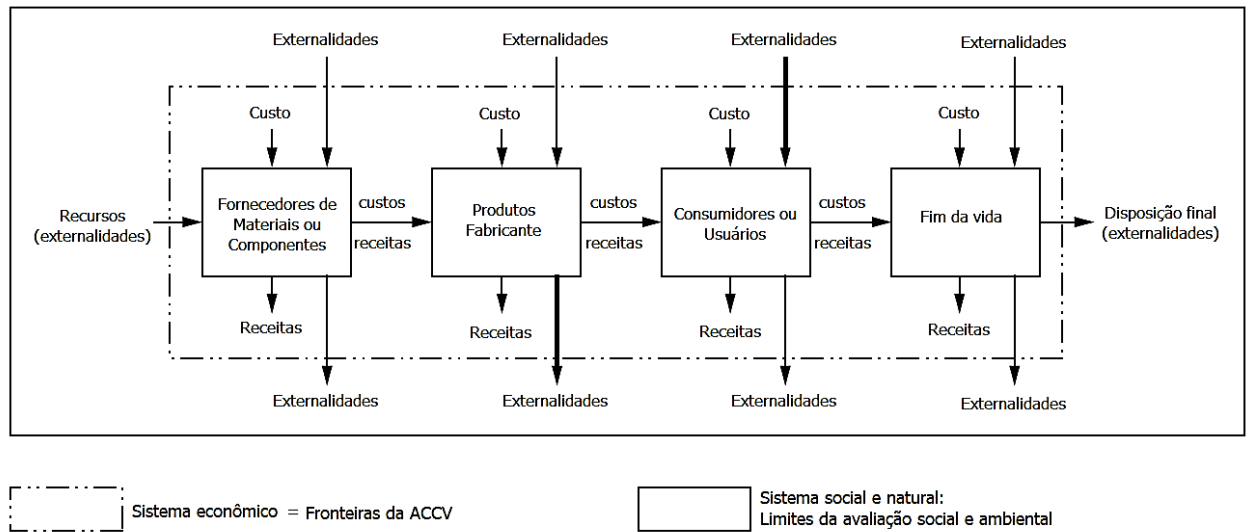 Externalidades
Externalidades
Externalidades
Externalidades
Custo
Custo
Custo
Custo
Recursos
(externalidades)
Fornecedores de
Materiais ou
Componentes
custos
receitas
Produtos
Fabricante
custos
receitas
Consumidores ou
Usuários
custos
receitas
Fim da vida
Disposição final
(externalidades)
Receitas
Receitas
Receitas
Receitas
Externalidades
Externalidades
Externalidades
Externalidades
Sistema econômico = Fronteiras da ACCV
Sistema social e natural:
Limites da avaliação social e ambiental